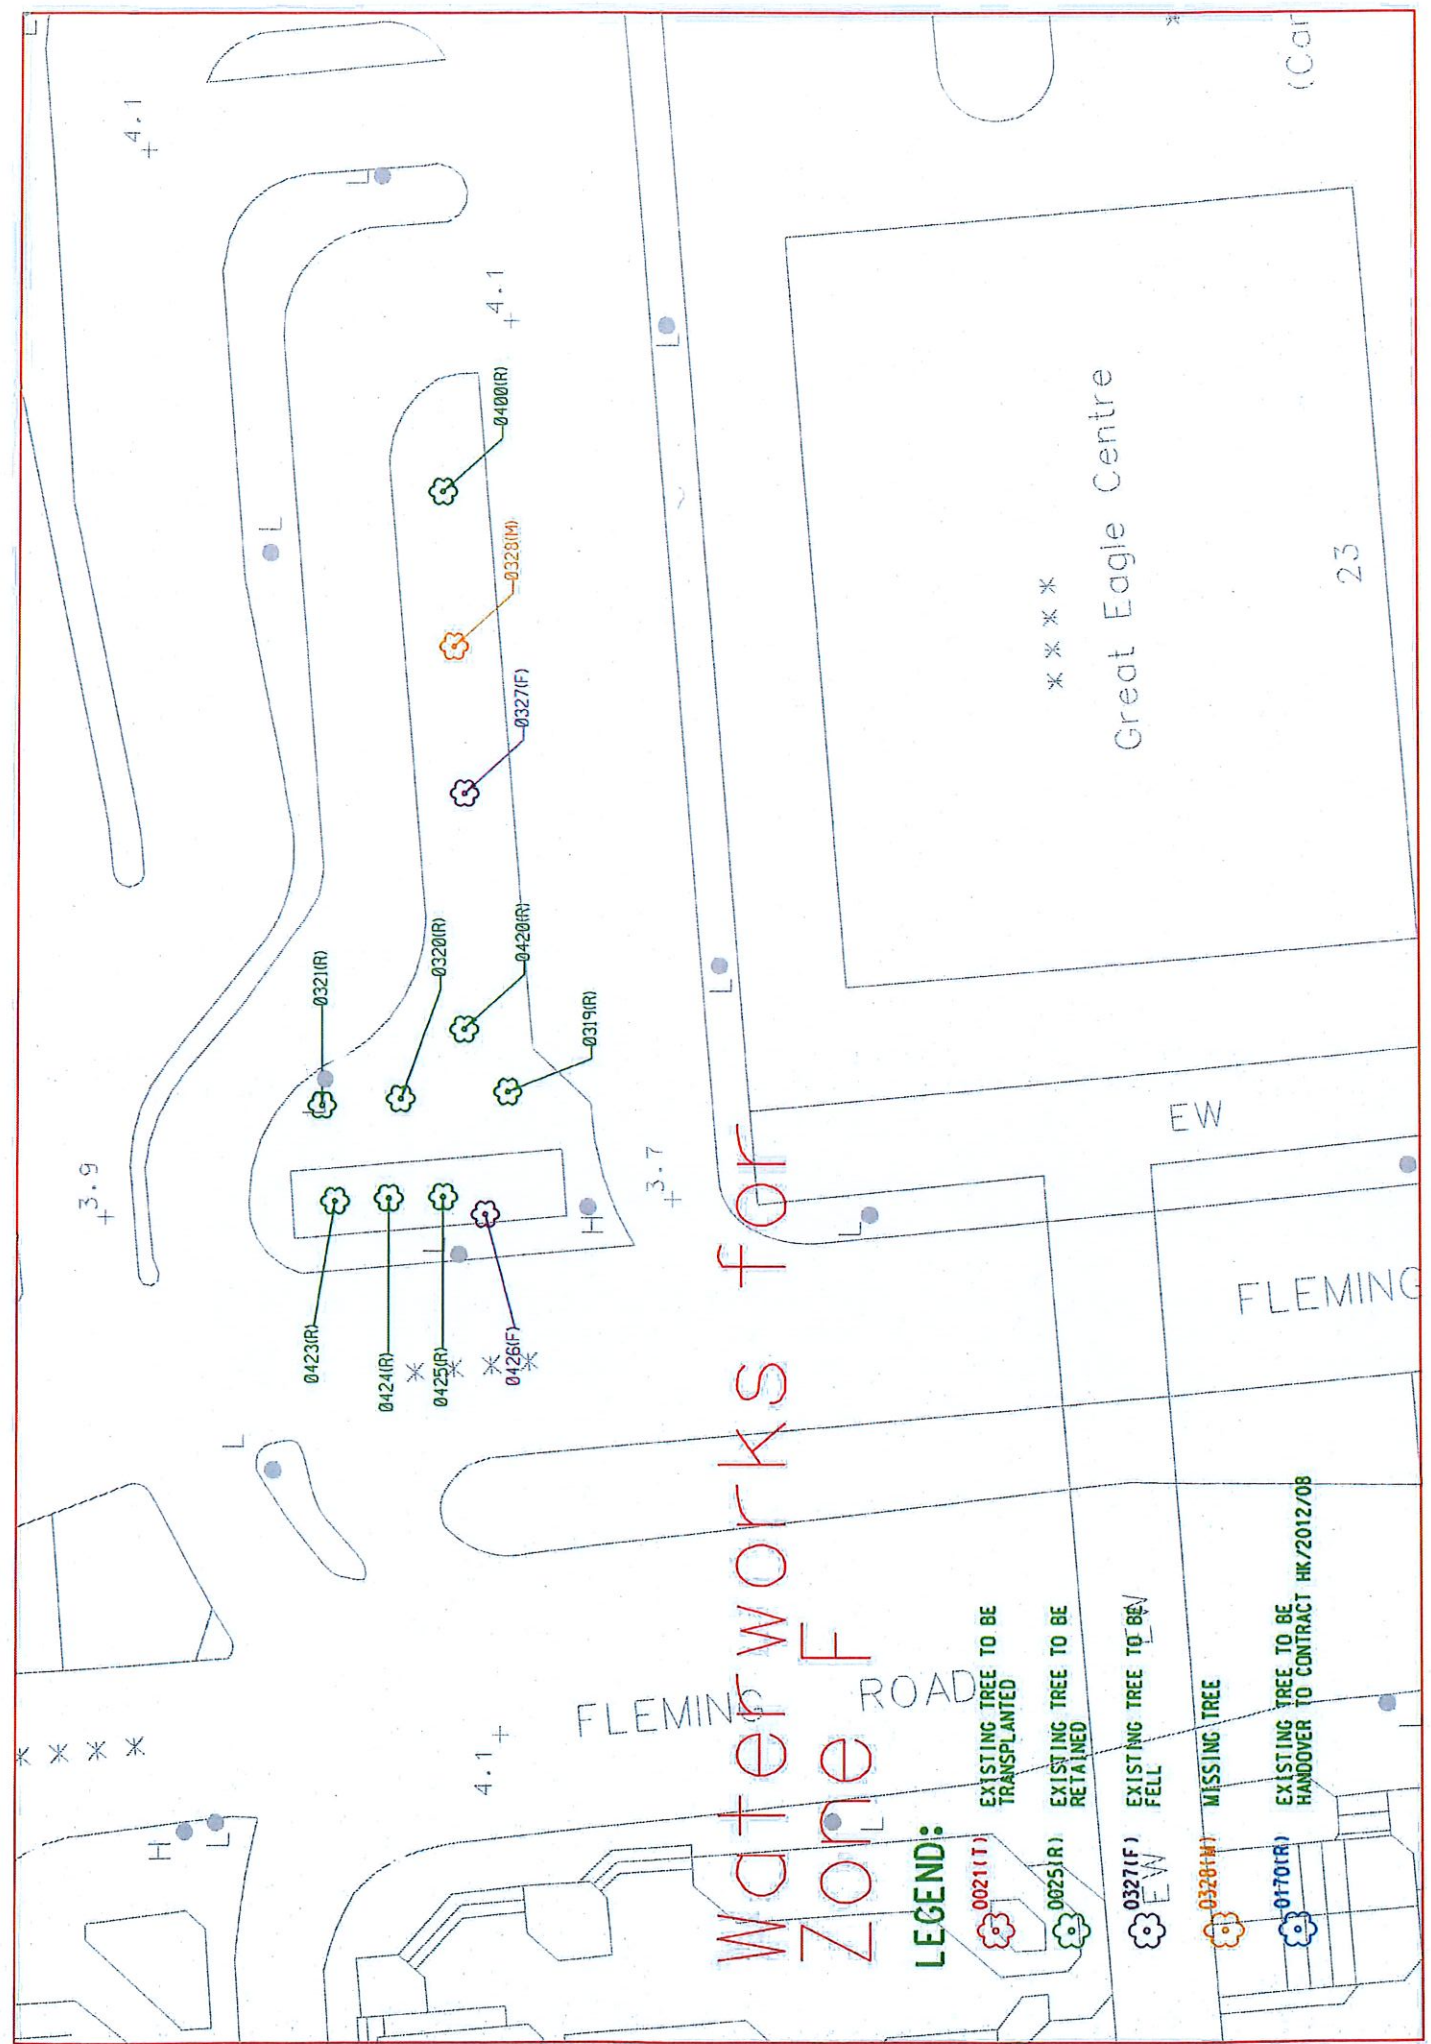 Waterworks for
Zone F
LEGEND:
0021(T) EXISTING TREE TO BE
TRANSPLANTED
0025(R) EXISTING TREE TO BE
RETAINED
0327(F) EXISTING TREE TO BE
FELL
0328(M) MISSING TREE
0170(R) EXISTING TREE TO BE
HANDOVER TO CONTRACT HK/2012/08
0423(R)
0424(R)
0425(R)
0426(F)
0321(R)
0320(R)
0420(R)
0319(R)
0327(F)
0328(M)
0400(R)
Great Eagle Centre
23
FLEMING
ROAD
FLEMING
EW
EW
EW
+4.1
+4.1
+3.9
+3.7
4.1+
(Car
H
H
L
L
L
L
L
L
L
L
L
L
L
L